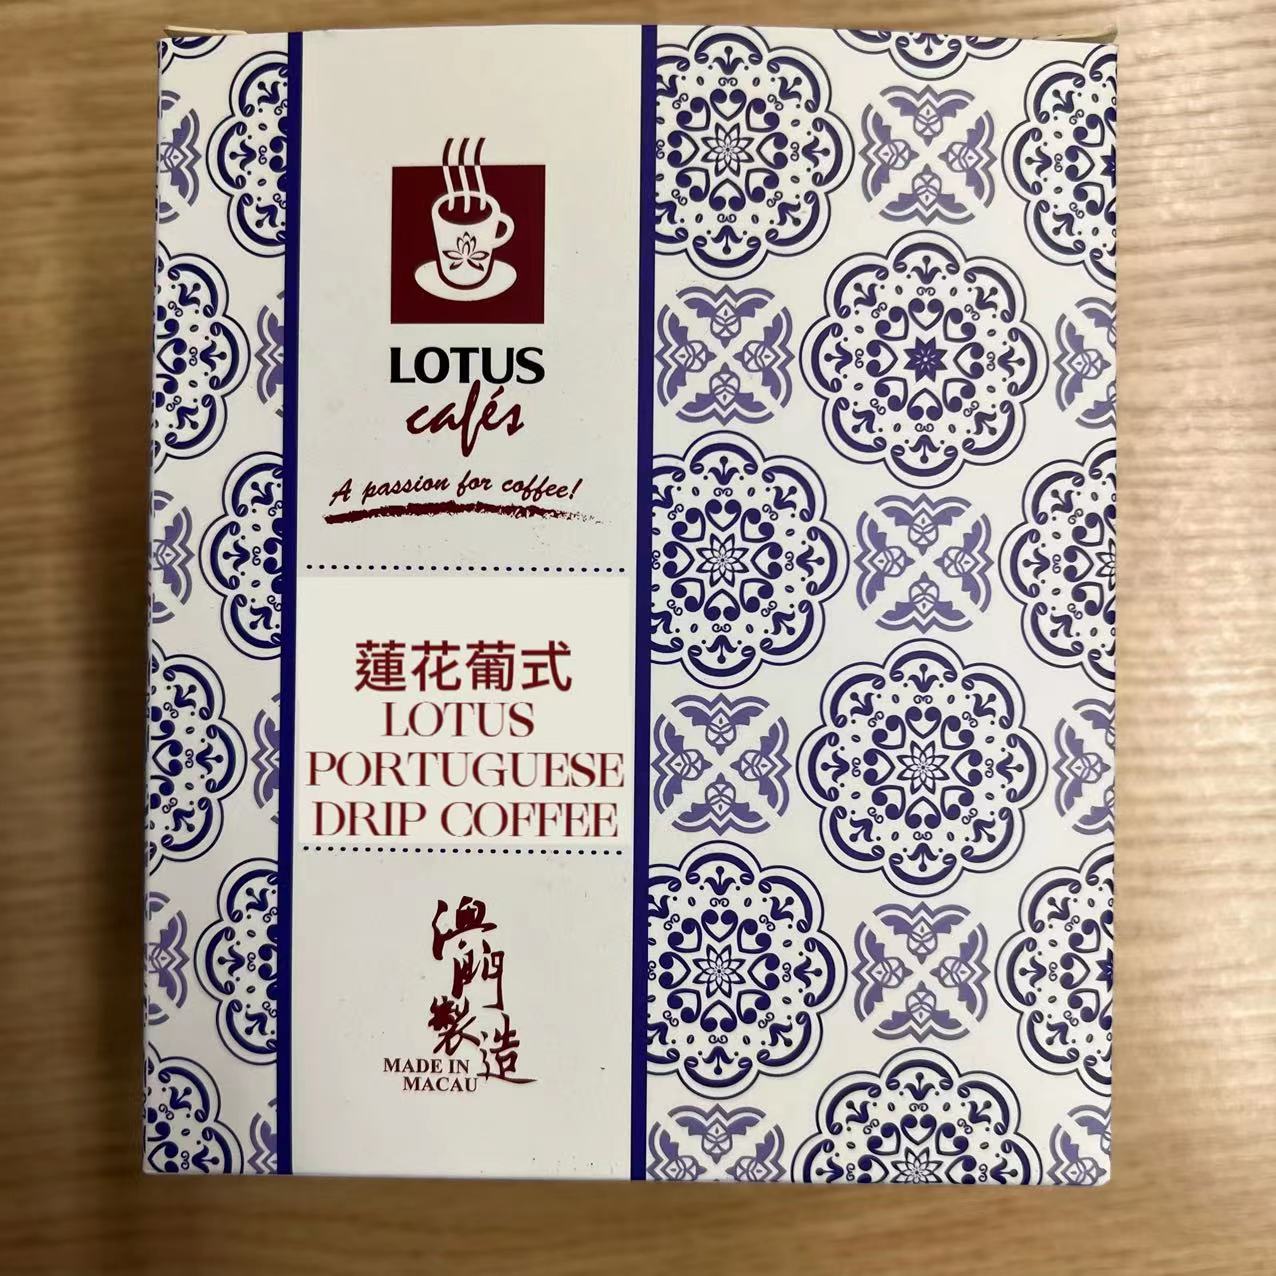 LOTUS
cafés
A passion for coffee!
蓮花葡式
LOTUS
PORTUGUESE
DRIP COFFEE
澳門製造
MADE IN
MACAU